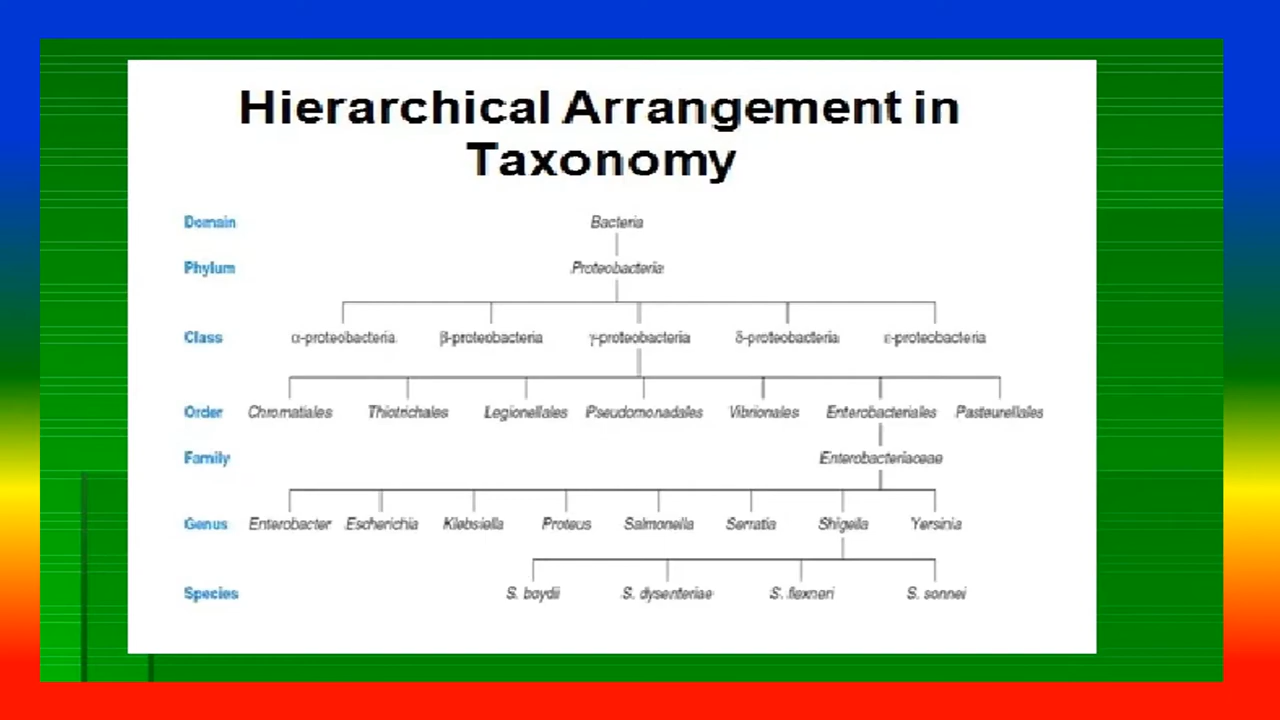 Hierarchical Arrangement in
Taxonomy
Domain Bacteria
Phylum Proteobacteria
Class α-proteobacteria β-proteobacteria γ-proteobacteria δ-proteobacteria ε-proteobacteria
Order Chromatiales Thiotrichales Legionellales Pseudomonadales Vibrionales Enterobacteriales Pasteurellales
Family Enterobacteriaceae
Genus Enterobacter Escherichia Klebsiella Proteus Salmonella Serratia Shigella Yersinia
Species S. boydii S. dysenteriae S. flexneri S. sonnei